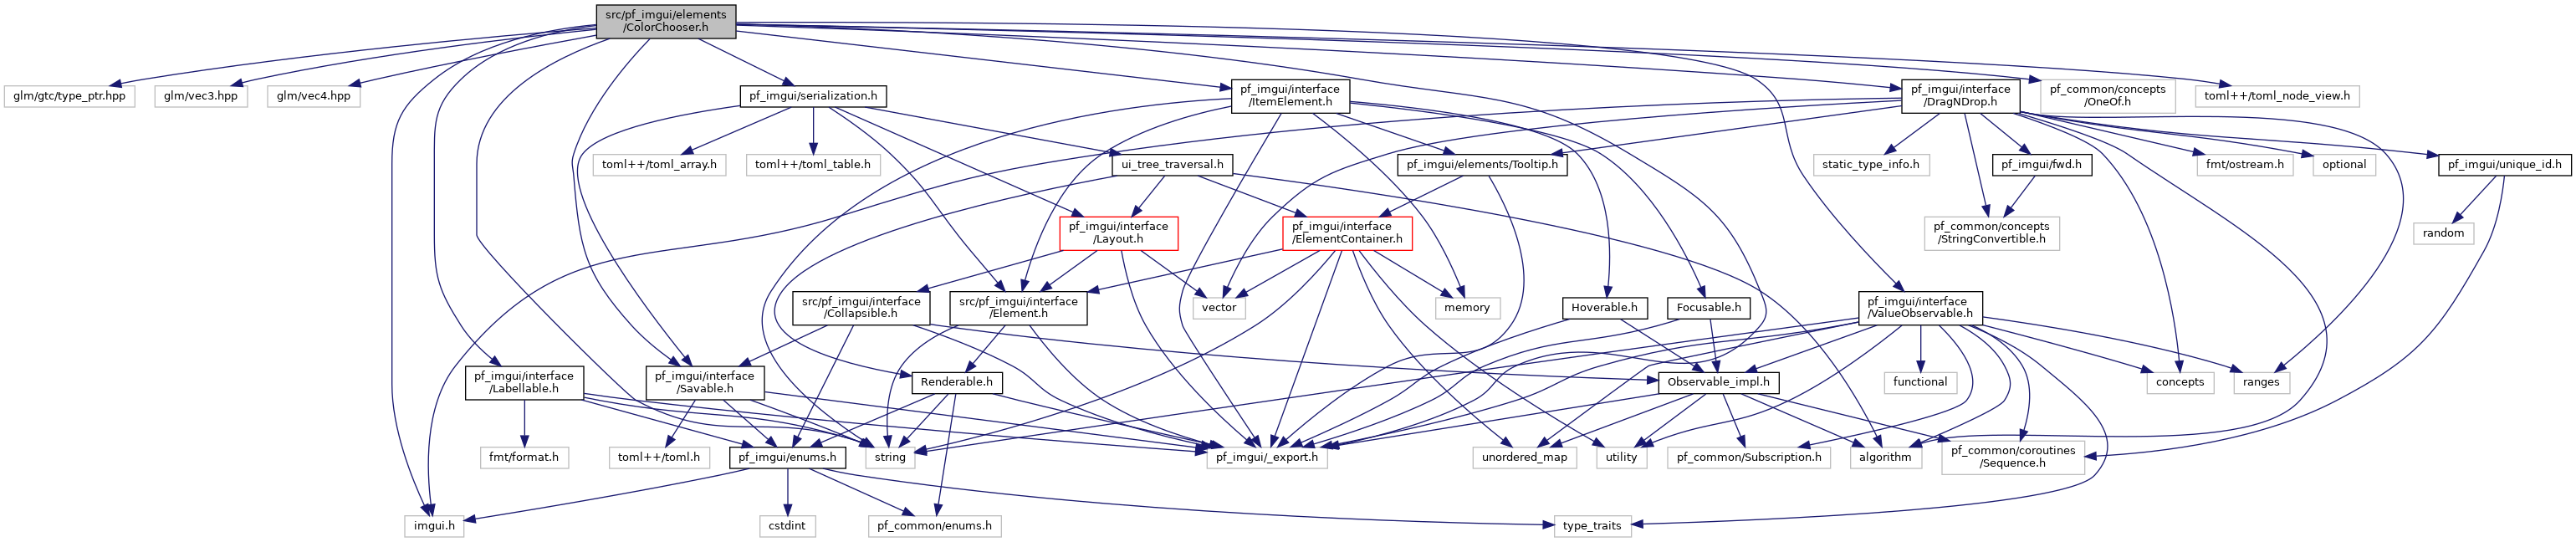 src/pf_imgui/elements
/ColorChooser.h
glm/gtc/type_ptr.hpp
glm/vec3.hpp
glm/vec4.hpp
pf_imgui/serialization.h
pf_imgui/interface
/ItemElement.h
pf_imgui/interface
/DragNDrop.h
pf_common/concepts
/OneOf.h
toml++/toml_node_view.h
toml++/toml_array.h
toml++/toml_table.h
ui_tree_traversal.h
pf_imgui/elements/Tooltip.h
static_type_info.h
pf_imgui/fwd.h
fmt/ostream.h
optional
pf_imgui/unique_id.h
pf_imgui/interface
/Layout.h
pf_imgui/interface
/ElementContainer.h
pf_common/concepts
/StringConvertible.h
random
src/pf_imgui/interface
/Collapsible.h
src/pf_imgui/interface
/Element.h
vector
memory
Hoverable.h
Focusable.h
pf_imgui/interface
/ValueObservable.h
pf_imgui/interface
/Labellable.h
pf_imgui/interface
/Savable.h
Renderable.h
Observable_impl.h
functional
concepts
ranges
fmt/format.h
toml++/toml.h
pf_imgui/enums.h
string
pf_imgui/_export.h
unordered_map
utility
pf_common/Subscription.h
algorithm
pf_common/coroutines
/Sequence.h
imgui.h
cstdint
pf_common/enums.h
type_traits